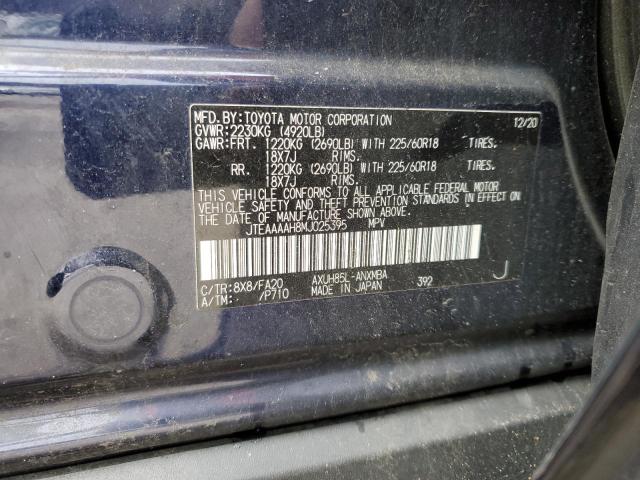 MFD. BY: TOYOTA MOTOR CORPORATION 12/20
GVWR: 2230KG (4920LB)
GAWR: FRT. 1220KG (2690LB) WITH 225/60R18 TIRES.
18X7J RIMS.
RR. 1220KG (2690LB) WITH 225/60R18 TIRES.
18X7J RIMS.
THIS VEHICLE CONFORMS TO ALL APPLICABLE FEDERAL MOTOR
VEHICLE SAFETY AND THEFT PREVENTION STANDARDS IN EFFECT ON
THE DATE OF MANUFACTURE SHOWN ABOVE.
JTEAAAAH8MJ025395 MPV
C/TR: 8X8/FA20 AXUH85L-ANXMBA
A/TM: /P710 MADE IN JAPAN 392 J